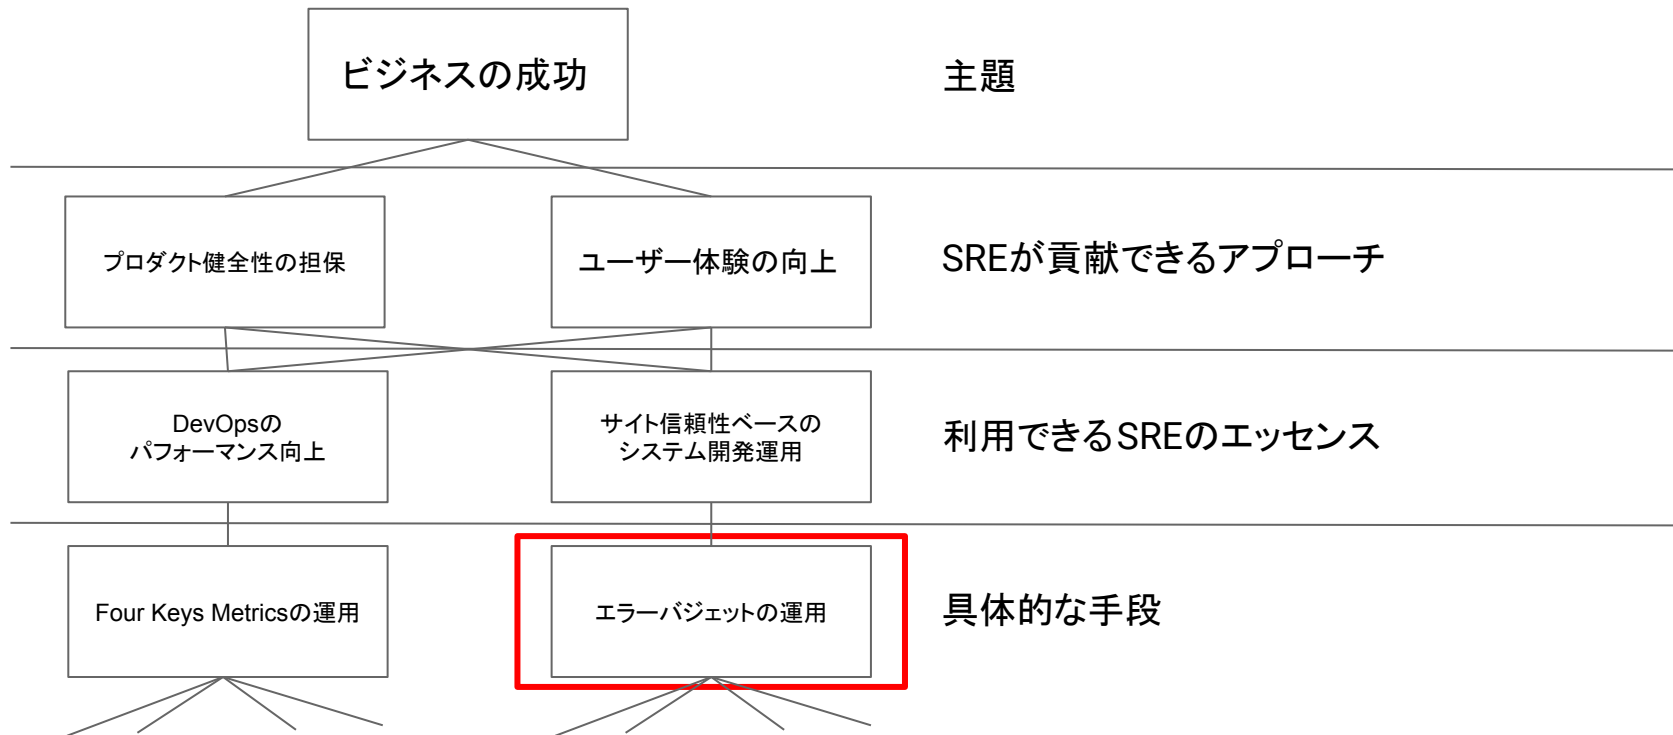 ビジネスの成功
主題
プロダクト健全性の担保
ユーザー体験の向上
SREが貢献できるアプローチ
DevOpsの
パフォーマンス向上
サイト信頼性ベースの
システム開発運用
利用できるSREのエッセンス
Four Keys Metricsの運用
エラーバジェットの運用
具体的な手段